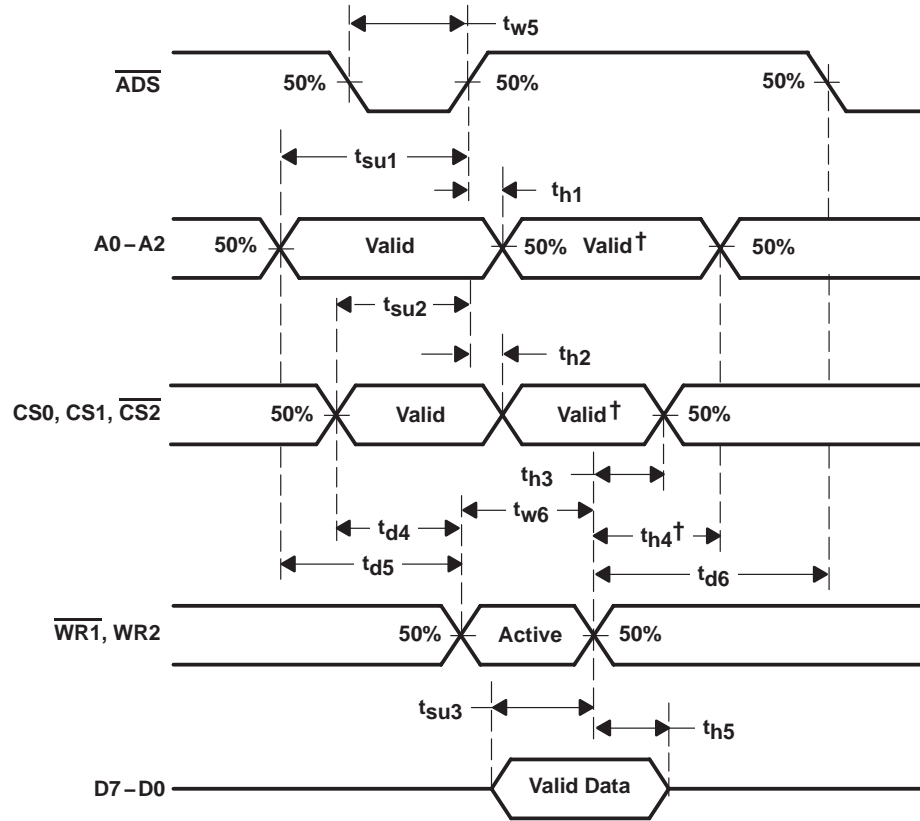 tw5
ADS 50% 50% 50%
tsu1
th1
A0–A2 50% Valid 50% Valid† 50%
tsu2
th2
CS0, CS1, CS2 50% Valid Valid† 50%
th3
tw6
td4 th4†
td5 td6
WR1, WR2 50% Active 50%
tsu3
th5
D7–D0 Valid Data